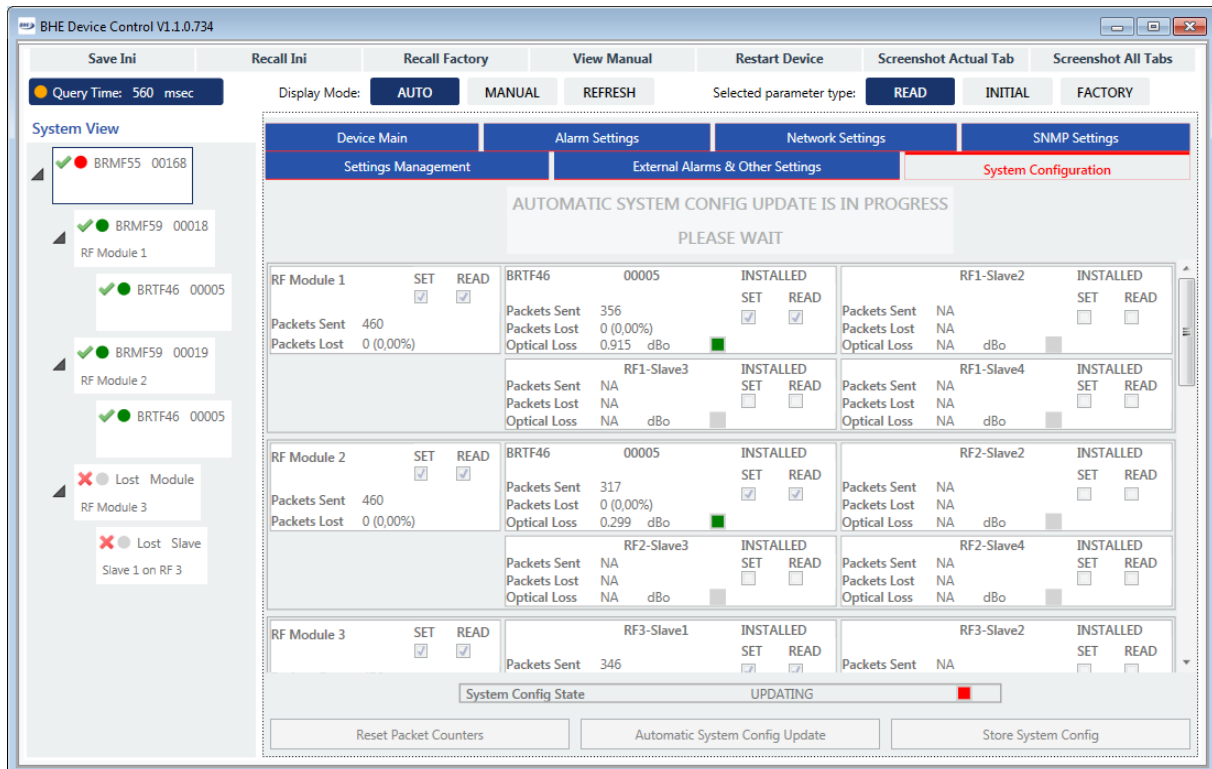 BHE Device Control V1.1.0.734
Save Ini Recall Ini Recall Factory View Manual Restart Device Screenshot Actual Tab Screenshot All Tabs
Query Time: 560 msec Display Mode: AUTO MANUAL REFRESH Selected parameter type: READ INITIAL FACTORY
System View
BRMF55 00168
BRMF59 00018
RF Module 1
BRTF46 00005
BRMF59 00019
RF Module 2
BRTF46 00005
Lost Module
RF Module 3
Lost Slave
Slave 1 on RF 3
Device Main Alarm Settings Network Settings SNMP Settings
Settings Management External Alarms & Other Settings System Configuration
AUTOMATIC SYSTEM CONFIG UPDATE IS IN PROGRESS
PLEASE WAIT
RF Module 1 SET READ
Packets Sent 460
Packets Lost 0 (0,00%)
BRTF46 00005 INSTALLED
SET READ
Packets Sent 356
Packets Lost 0 (0,00%)
Optical Loss 0.915 dBo
RF1-Slave2 INSTALLED
SET READ
Packets Sent NA
Packets Lost NA
Optical Loss NA dBo
RF1-Slave3 INSTALLED
Packets Sent NA SET READ
Packets Lost NA
Optical Loss NA dBo
RF1-Slave4 INSTALLED
Packets Sent NA SET READ
Packets Lost NA
Optical Loss NA dBo
RF Module 2 SET READ
Packets Sent 460
Packets Lost 0 (0,00%)
BRTF46 00005 INSTALLED
SET READ
Packets Sent 317
Packets Lost 0 (0,00%)
Optical Loss 0.299 dBo
RF2-Slave2 INSTALLED
SET READ
Packets Sent NA
Packets Lost NA
Optical Loss NA dBo
RF2-Slave3 INSTALLED
Packets Sent NA SET READ
Packets Lost NA
Optical Loss NA dBo
RF2-Slave4 INSTALLED
Packets Sent NA SET READ
Packets Lost NA
Optical Loss NA dBo
RF Module 3 SET READ
RF3-Slave1 INSTALLED
SET READ
Packets Sent 346
RF3-Slave2 INSTALLED
SET READ
Packets Sent NA
System Config State UPDATING
Reset Packet Counters Automatic System Config Update Store System Config